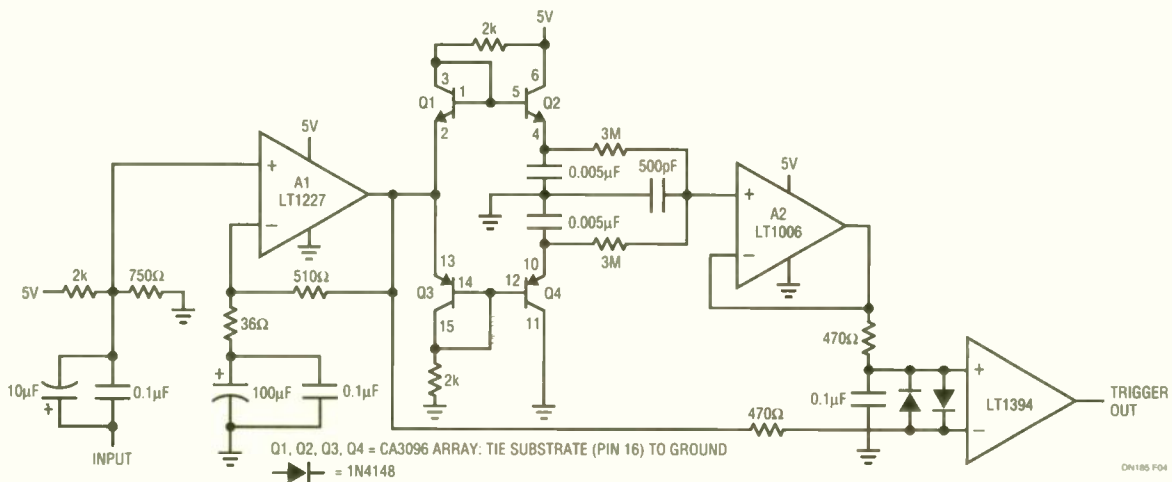 5V
2k
3
1
5
6
Q1
Q2
2
4
3M
5V
0.005µF
500pF
+
A1
LT1227
−
5V
+
A2
LT1006
−
0.005µF
3M
13
14
12
10
Q3
Q4
15
11
2k
5V
2k
750Ω
510Ω
36Ω
10µF
+
0.1µF
+
100µF
0.1µF
INPUT
470Ω
0.1µF
470Ω
+
LT1394
−
TRIGGER
OUT
Q1, Q2, Q3, Q4 = CA3096 ARRAY: TIE SUBSTRATE (PIN 16) TO GROUND
= 1N4148
DN185 F04